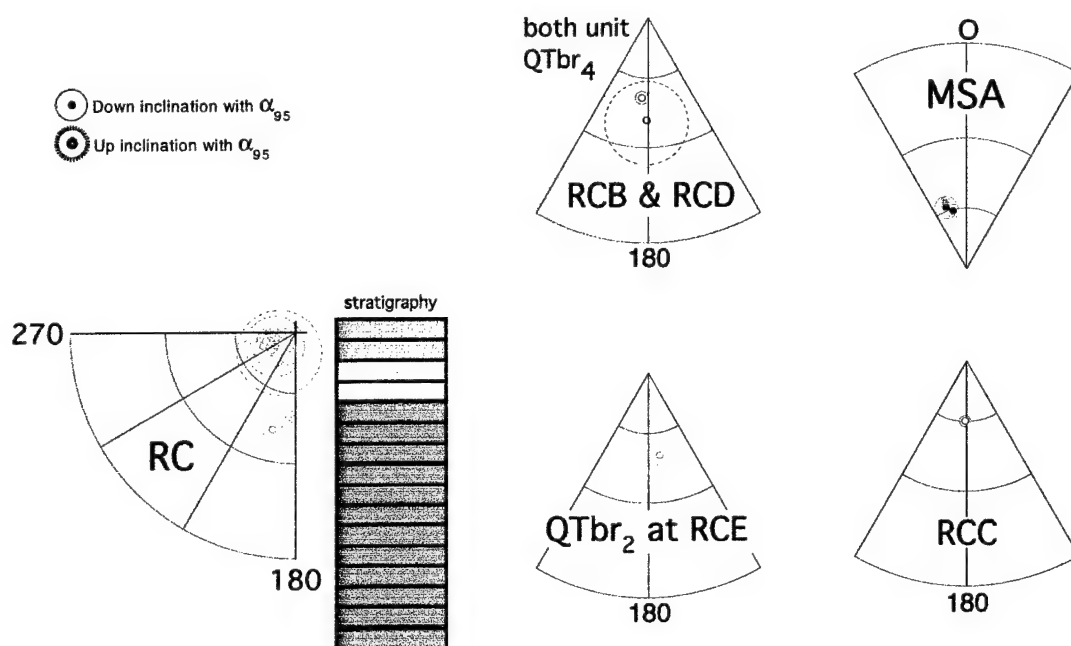 both unit
QTbr4
O
MSA
Down inclination with α95
Up inclination with α95
RCB & RCD
180
stratigraphy
270
RC
180
QTbr2 at RCE
180
RCC
180